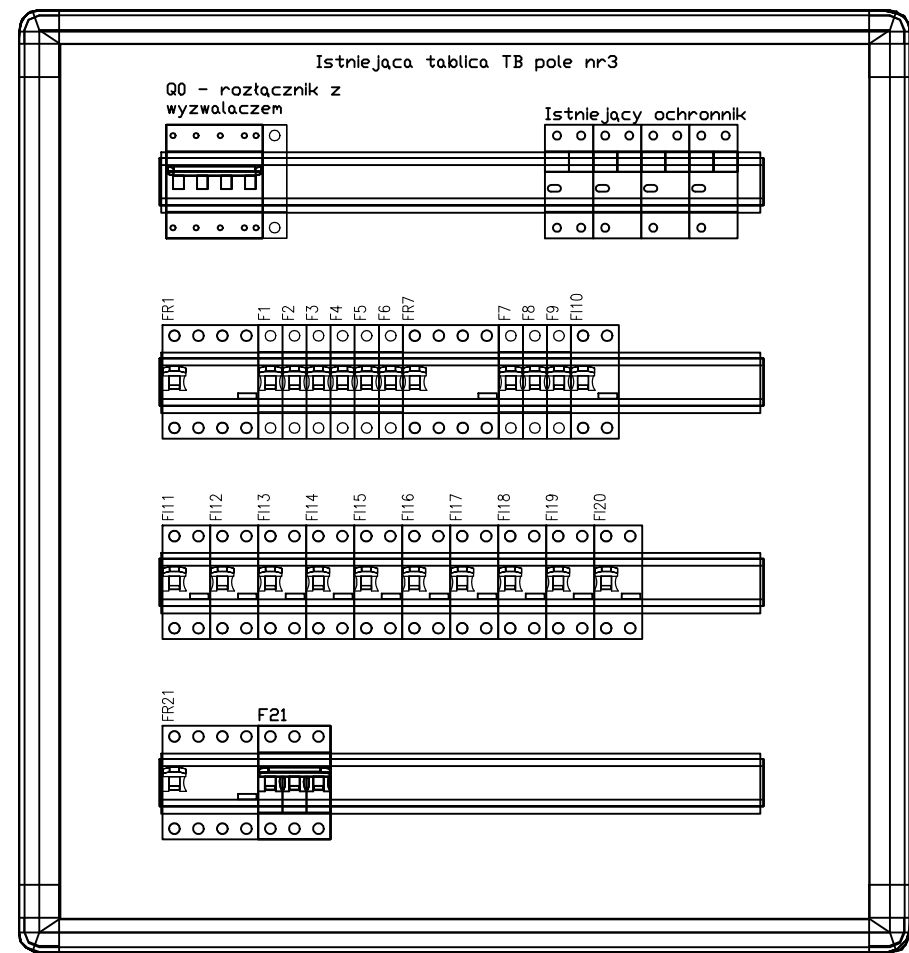 Istniejąca tablica TB pole nr3
Q0 - rozłącznik z
wyzwalaczem
Istniejący ochronnik
FR1
F1
F2
F3
F4
F5
F6
FR7
F7
F8
F9
FI10
FI11
FI12
FI13
FI14
FI15
FI16
FI17
FI18
FI19
FI20
FR21
F21